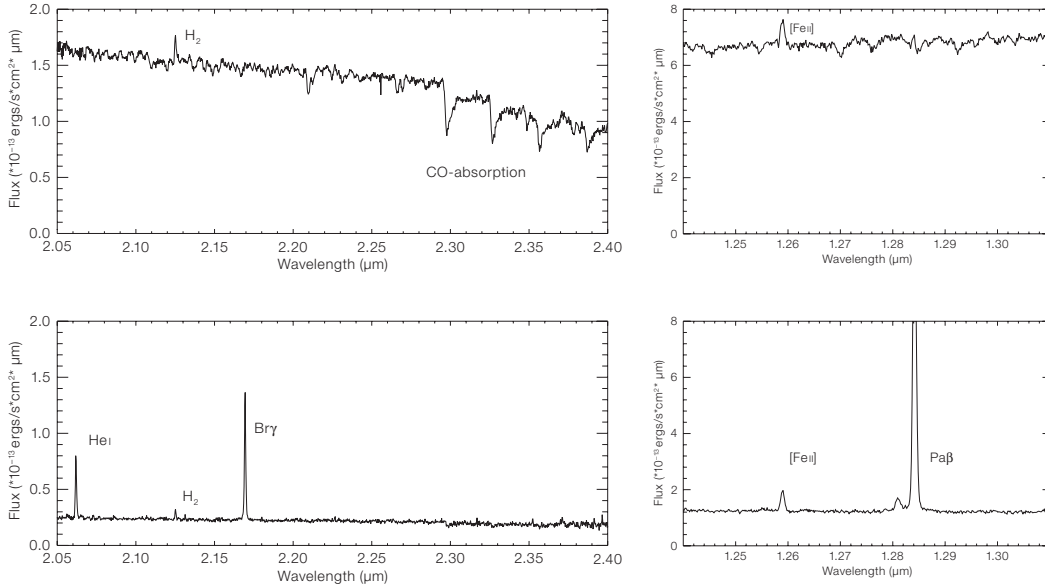 Flux (*10⁻¹³ ergs/s*cm²* µm)
2.0
1.5
1.0
0.5
0.0
H₂
CO-absorption
2.05 2.10 2.15 2.20 2.25 2.30 2.35 2.40
Wavelength (µm)
Flux (*10⁻¹³ ergs/s*cm²* µm)
8
6
4
2
0
[Fe II]
1.25 1.26 1.27 1.28 1.29 1.30
Wavelength (µm)
Flux (*10⁻¹³ ergs/s*cm²* µm)
2.0
1.5
1.0
0.5
0.0
He I
H₂
Brγ
2.05 2.10 2.15 2.20 2.25 2.30 2.35 2.40
Wavelength (µm)
Flux (*10⁻¹³ ergs/s*cm²* µm)
8
6
4
2
0
[Fe II]
Paβ
1.25 1.26 1.27 1.28 1.29 1.30
Wavelength (µm)